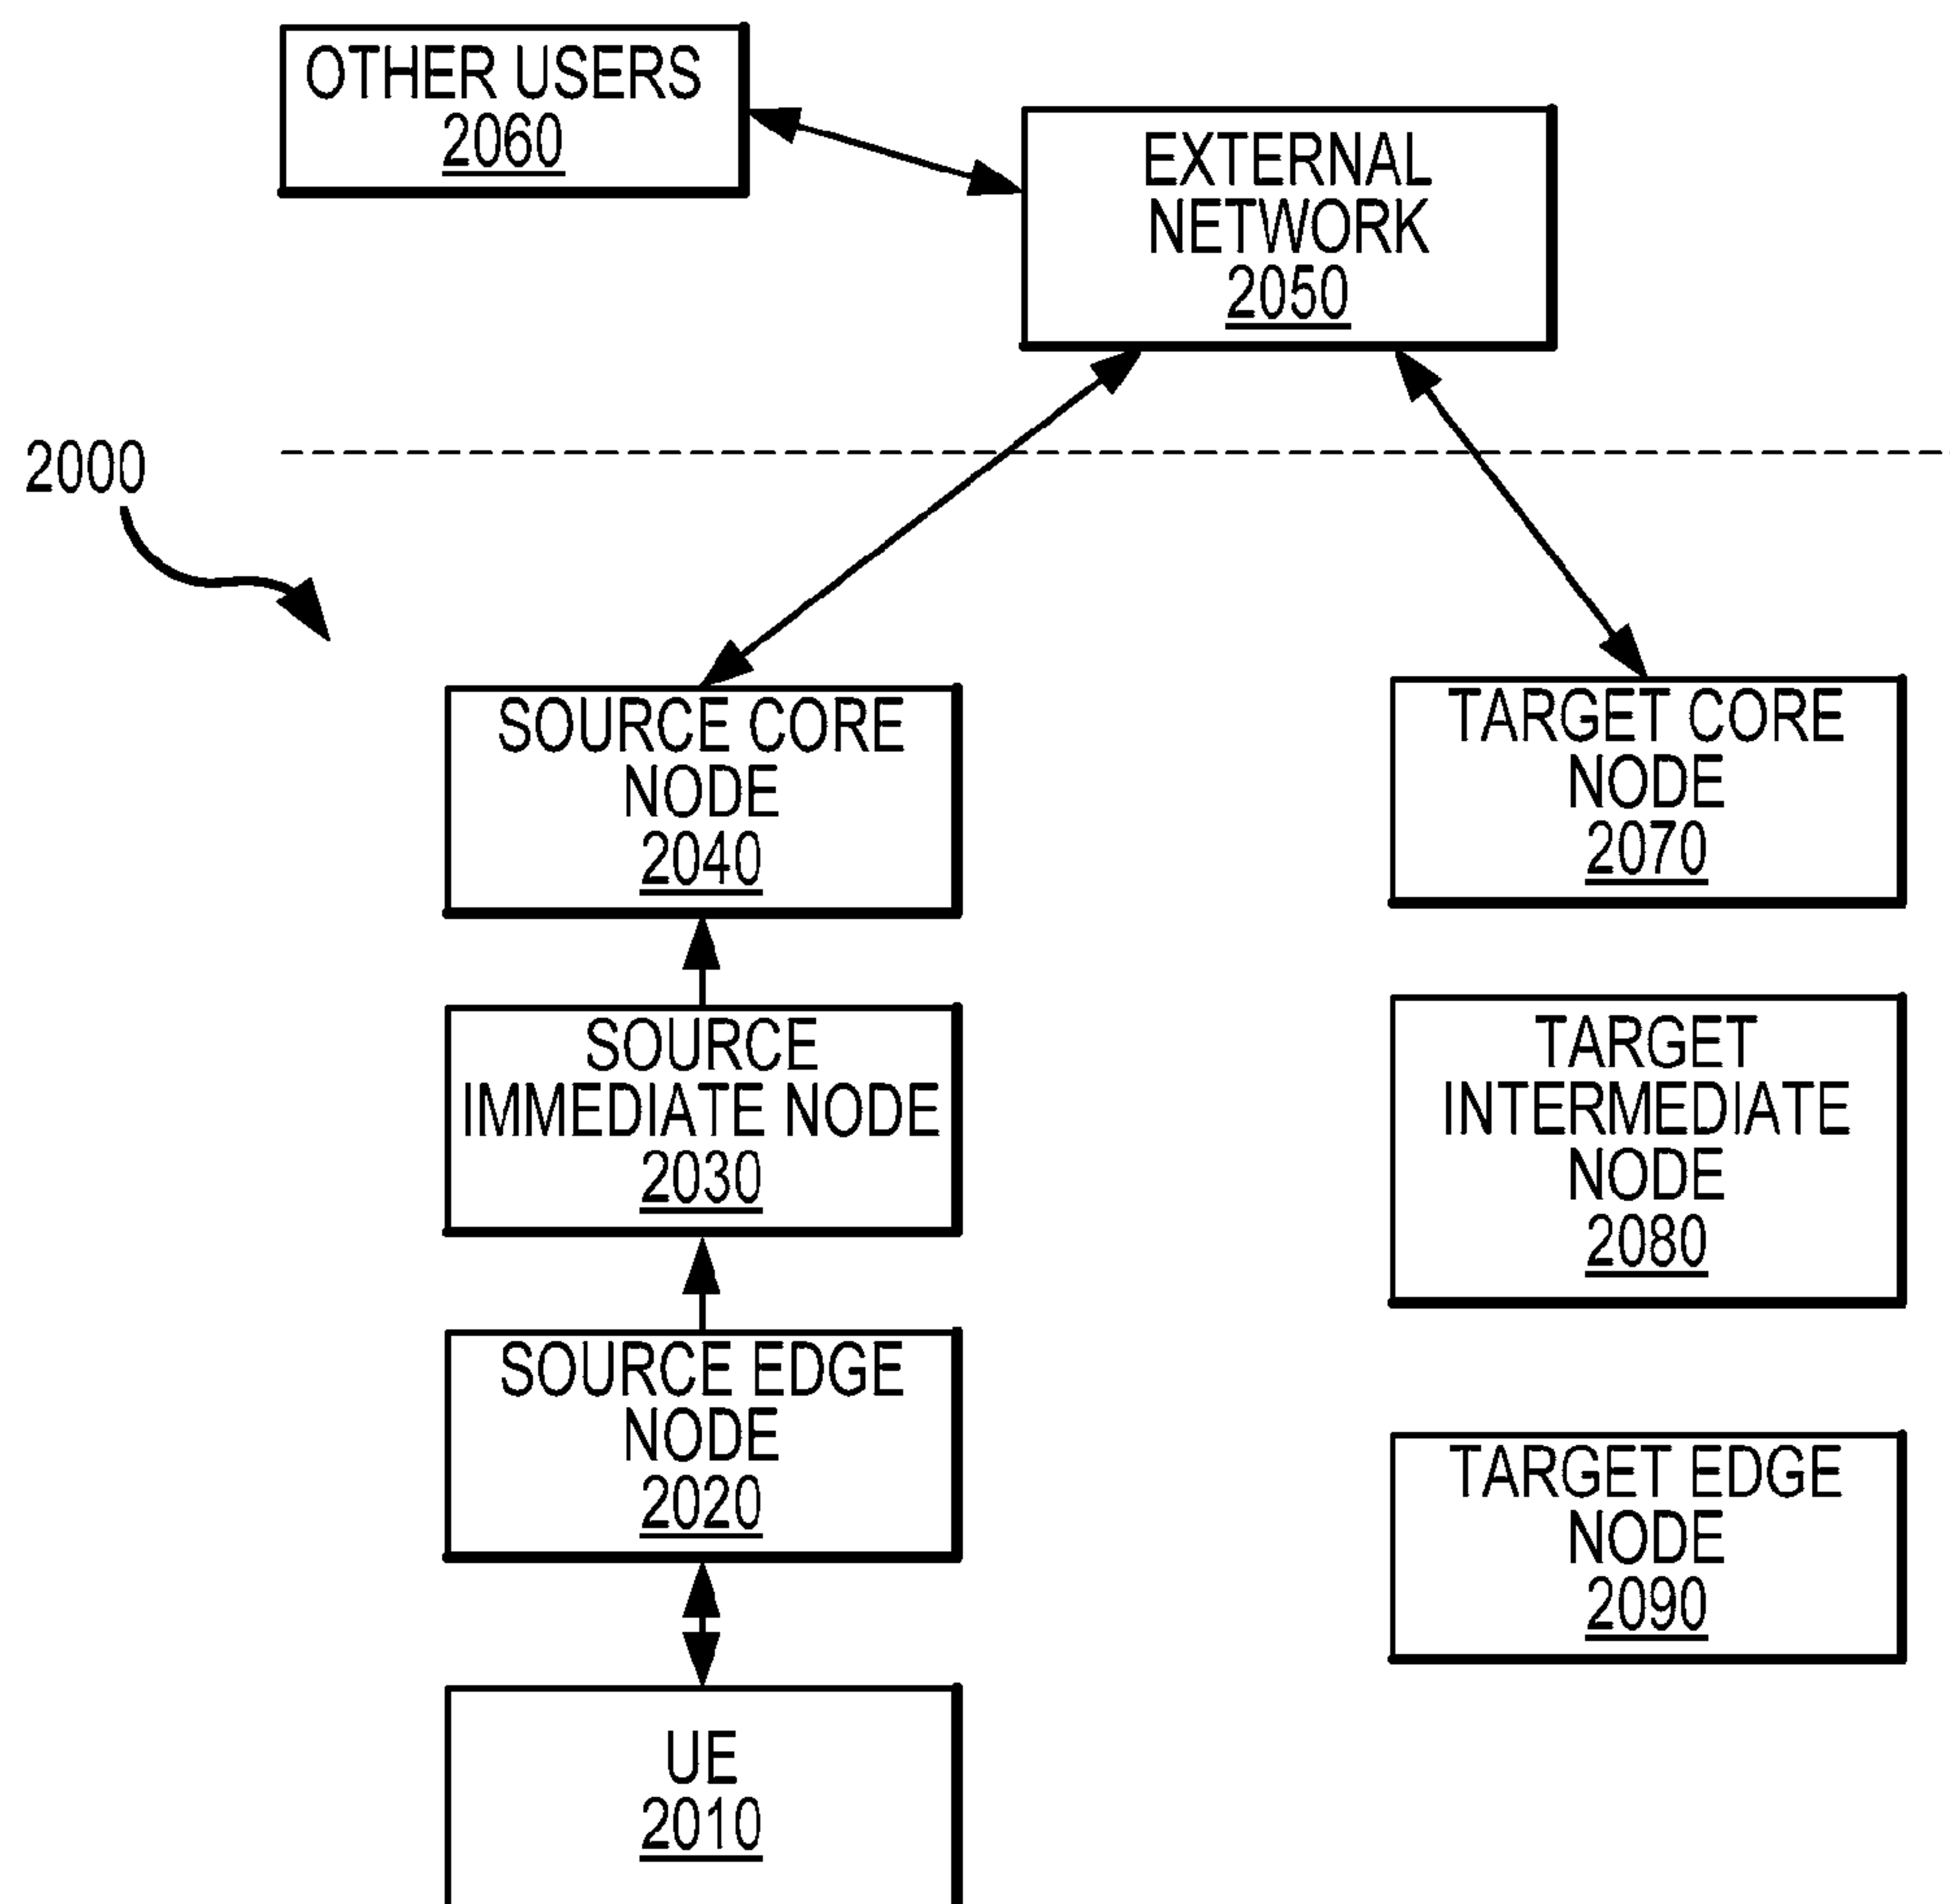 OTHER USERS
2060
EXTERNAL
NETWORK
2050
2000
SOURCE CORE
NODE
2040
TARGET CORE
NODE
2070
SOURCE
IMMEDIATE NODE
2030
TARGET
INTERMEDIATE
NODE
2080
SOURCE EDGE
NODE
2020
TARGET EDGE
NODE
2090
UE
2010